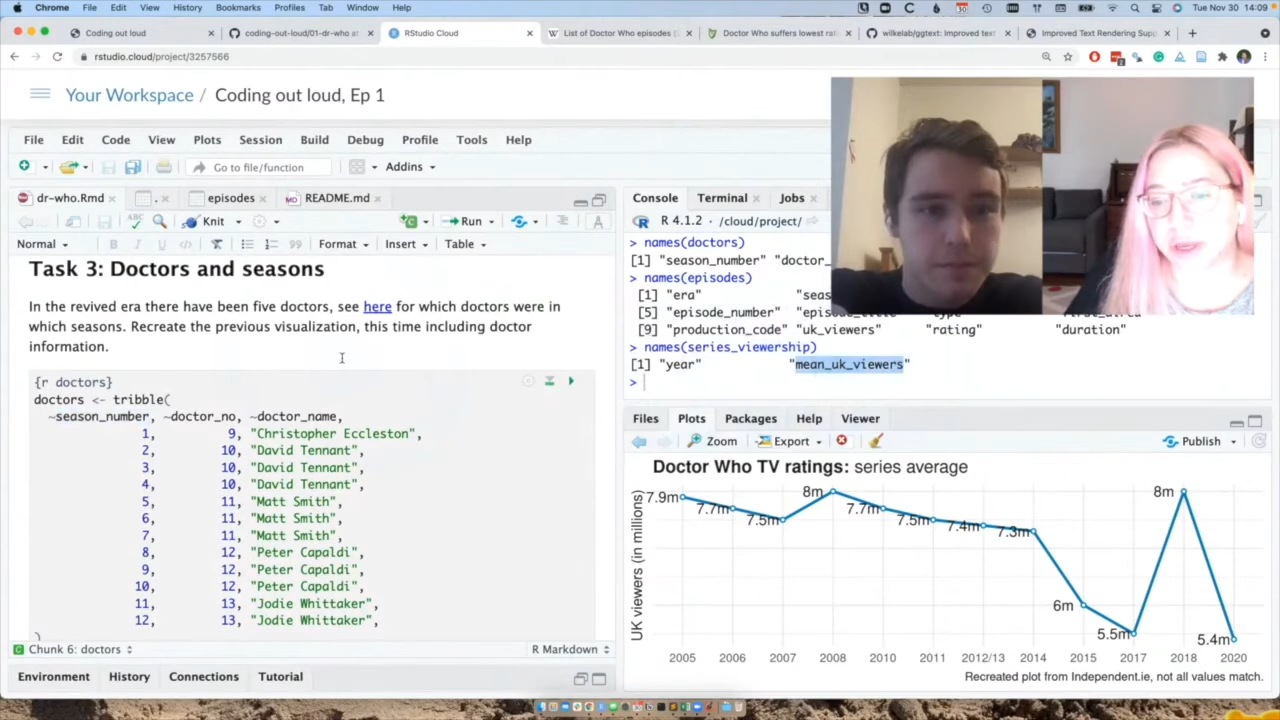 Chrome File Edit View History Bookmarks Profiles Tab Window Help Tue Nov 30 14:09
Coding out loud coding-out-loud/01-dr-who at RStudio Cloud List of Doctor Who episodes ( Doctor Who suffers lowest rat wilkelab/ggtext: Improved tex Improved Text Rendering Supp
rstudio.cloud/project/3257566
Your Workspace / Coding out loud, Ep 1
File Edit Code View Plots Session Build Debug Profile Tools Help
Go to file/function Addins
dr-who.Rmd . episodes README.md
Knit Run
Normal B I U Format Insert Table
Task 3: Doctors and seasons
In the revived era there have been five doctors, see here for which doctors were in
which seasons. Recreate the previous visualization, this time including doctor
information.
{r doctors}
doctors <- tribble(
~season_number, ~doctor_no, ~doctor_name,
1, 9, "Christopher Eccleston",
2, 10, "David Tennant",
3, 10, "David Tennant",
4, 10, "David Tennant",
5, 11, "Matt Smith",
6, 11, "Matt Smith",
7, 11, "Matt Smith",
8, 12, "Peter Capaldi",
9, 12, "Peter Capaldi",
10, 12, "Peter Capaldi",
11, 13, "Jodie Whittaker",
12, 13, "Jodie Whittaker",
)
Chunk 6: doctors R Markdown
Environment History Connections Tutorial
Console Terminal Jobs
R 4.1.2 · /cloud/project/
> names(doctors)
[1] "season_number" "doctor_
> names(episodes)
[1] "era" "seas
[5] "episode_number"
[9] "production_code" "uk_viewers" "rating" "duration"
> names(series_viewership)
[1] "year" "mean_uk_viewers"
>
Files Plots Packages Help Viewer
Zoom Export Publish
Doctor Who TV ratings: series average
UK viewers (in millions)
7.9m 7.7m 7.5m 8m 7.7m 7.5m 7.4m 7.3m 6m 5.5m 8m 5.4m
2005 2006 2007 2008 2010 2011 2012/13 2014 2015 2017 2018 2020
Recreated plot from Independent.ie, not all values match.